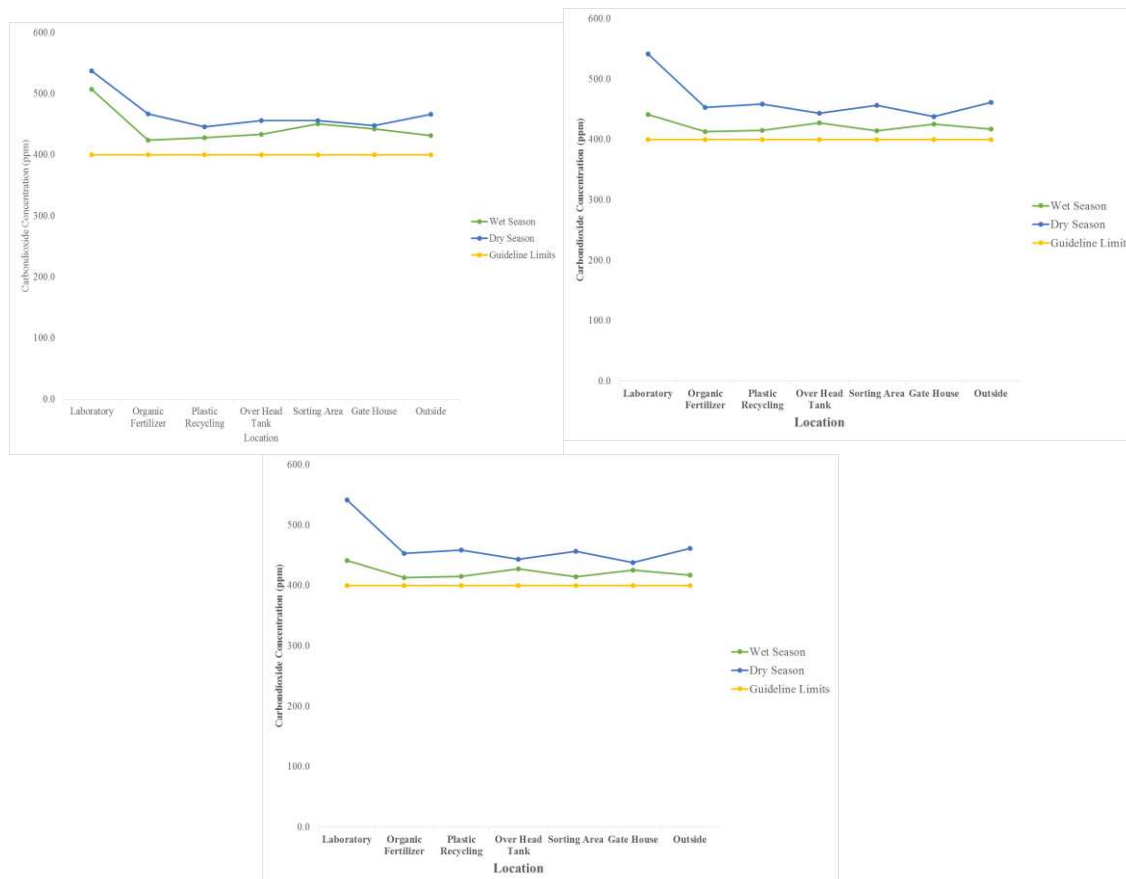 600.0
500.0
400.0
300.0
200.0
100.0
0.0
Carbondioxide Concentration (ppm)
Laboratory
Organic
Fertilizer
Plastic
Recycling
Over Head
Tank
Sorting Area
Gate House
Outside
Location
Wet Season
Dry Season
Guideline Limits
600.0
500.0
400.0
300.0
200.0
100.0
0.0
Carbondioxide Concentration (ppm)
Laboratory
Organic
Fertilizer
Plastic
Recycling
Over Head
Tank
Sorting Area
Gate House
Outside
Location
Wet Season
Dry Season
Guideline Limit
600.0
500.0
400.0
300.0
200.0
100.0
0.0
Carbondioxide Concentration (ppm)
Laboratory
Organic
Fertilizer
Plastic
Recycling
Over Head
Tank
Sorting Area
Gate House
Outside
Location
Wet Season
Dry Season
Guideline Limits